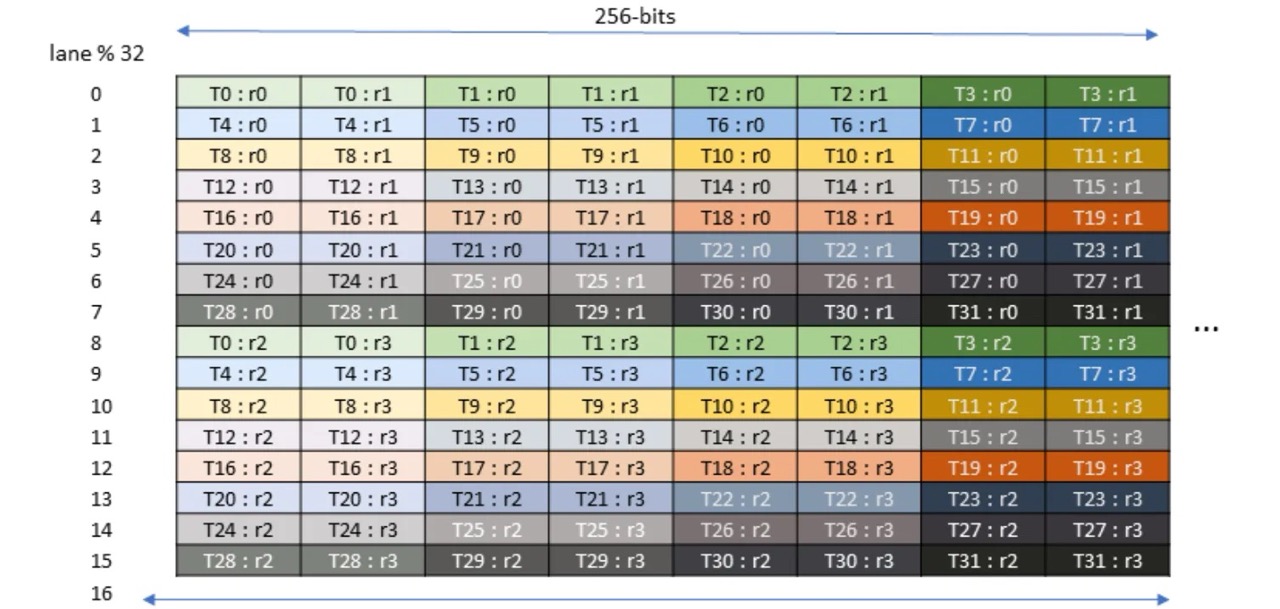 256-bits
lane % 32
0 T0 : r0 T0 : r1 T1 : r0 T1 : r1 T2 : r0 T2 : r1 T3 : r0 T3 : r1
1 T4 : r0 T4 : r1 T5 : r0 T5 : r1 T6 : r0 T6 : r1 T7 : r0 T7 : r1
2 T8 : r0 T8 : r1 T9 : r0 T9 : r1 T10 : r0 T10 : r1 T11 : r0 T11 : r1
3 T12 : r0 T12 : r1 T13 : r0 T13 : r1 T14 : r0 T14 : r1 T15 : r0 T15 : r1
4 T16 : r0 T16 : r1 T17 : r0 T17 : r1 T18 : r0 T18 : r1 T19 : r0 T19 : r1
5 T20 : r0 T20 : r1 T21 : r0 T21 : r1 T22 : r0 T22 : r1 T23 : r0 T23 : r1
6 T24 : r0 T24 : r1 T25 : r0 T25 : r1 T26 : r0 T26 : r1 T27 : r0 T27 : r1
7 T28 : r0 T28 : r1 T29 : r0 T29 : r1 T30 : r0 T30 : r1 T31 : r0 T31 : r1
...
8 T0 : r2 T0 : r3 T1 : r2 T1 : r3 T2 : r2 T2 : r3 T3 : r2 T3 : r3
9 T4 : r2 T4 : r3 T5 : r2 T5 : r3 T6 : r2 T6 : r3 T7 : r2 T7 : r3
10 T8 : r2 T8 : r3 T9 : r2 T9 : r3 T10 : r2 T10 : r3 T11 : r2 T11 : r3
11 T12 : r2 T12 : r3 T13 : r2 T13 : r3 T14 : r2 T14 : r3 T15 : r2 T15 : r3
12 T16 : r2 T16 : r3 T17 : r2 T17 : r3 T18 : r2 T18 : r3 T19 : r2 T19 : r3
13 T20 : r2 T20 : r3 T21 : r2 T21 : r3 T22 : r2 T22 : r3 T23 : r2 T23 : r3
14 T24 : r2 T24 : r3 T25 : r2 T25 : r3 T26 : r2 T26 : r3 T27 : r2 T27 : r3
15 T28 : r2 T28 : r3 T29 : r2 T29 : r3 T30 : r2 T30 : r3 T31 : r2 T31 : r3
16